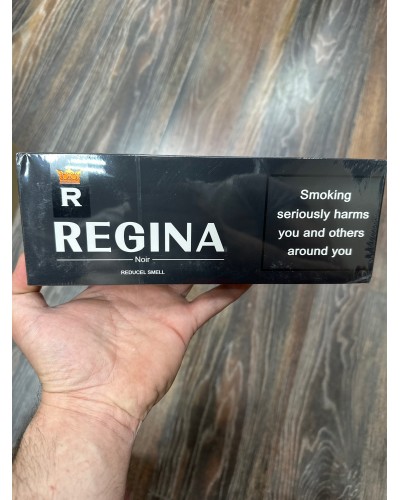 R
REGINA
Noir
REDUCEL SMELL
Smoking
seriously harms
you and others
around you